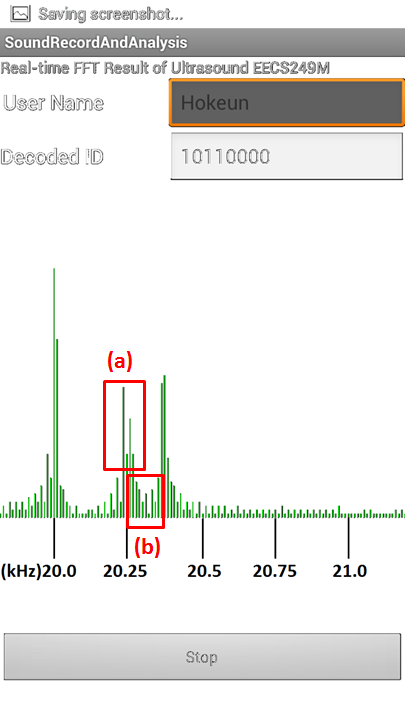 Saving screenshot...
SoundRecordAndAnalysis
Real-time FFT Result of Ultrasound EECS249M
User Name Hokeun
Decoded ID 10110000
(a)
(b)
(kHz)20.0 20.25 20.5 20.75 21.0
Stop